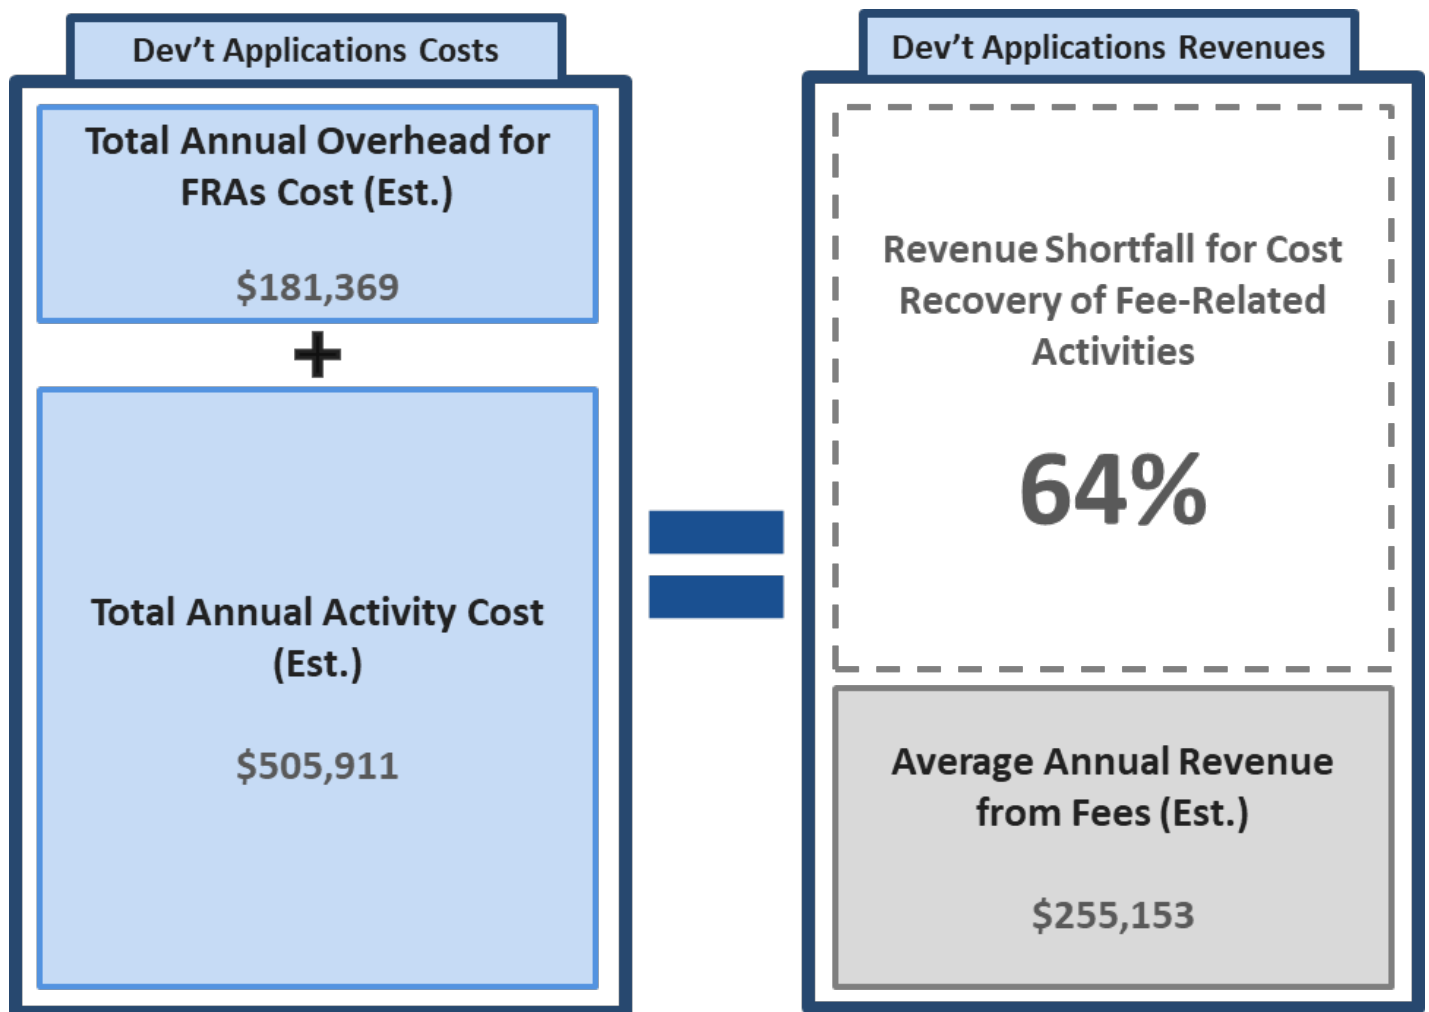 Dev’t Applications Costs
Total Annual Overhead for
FRAs Cost (Est.)
$181,369
+
Total Annual Activity Cost
(Est.)
$505,911
Dev’t Applications Revenues
Revenue Shortfall for Cost
Recovery of Fee-Related
Activities
64%
Average Annual Revenue
from Fees (Est.)
$255,153